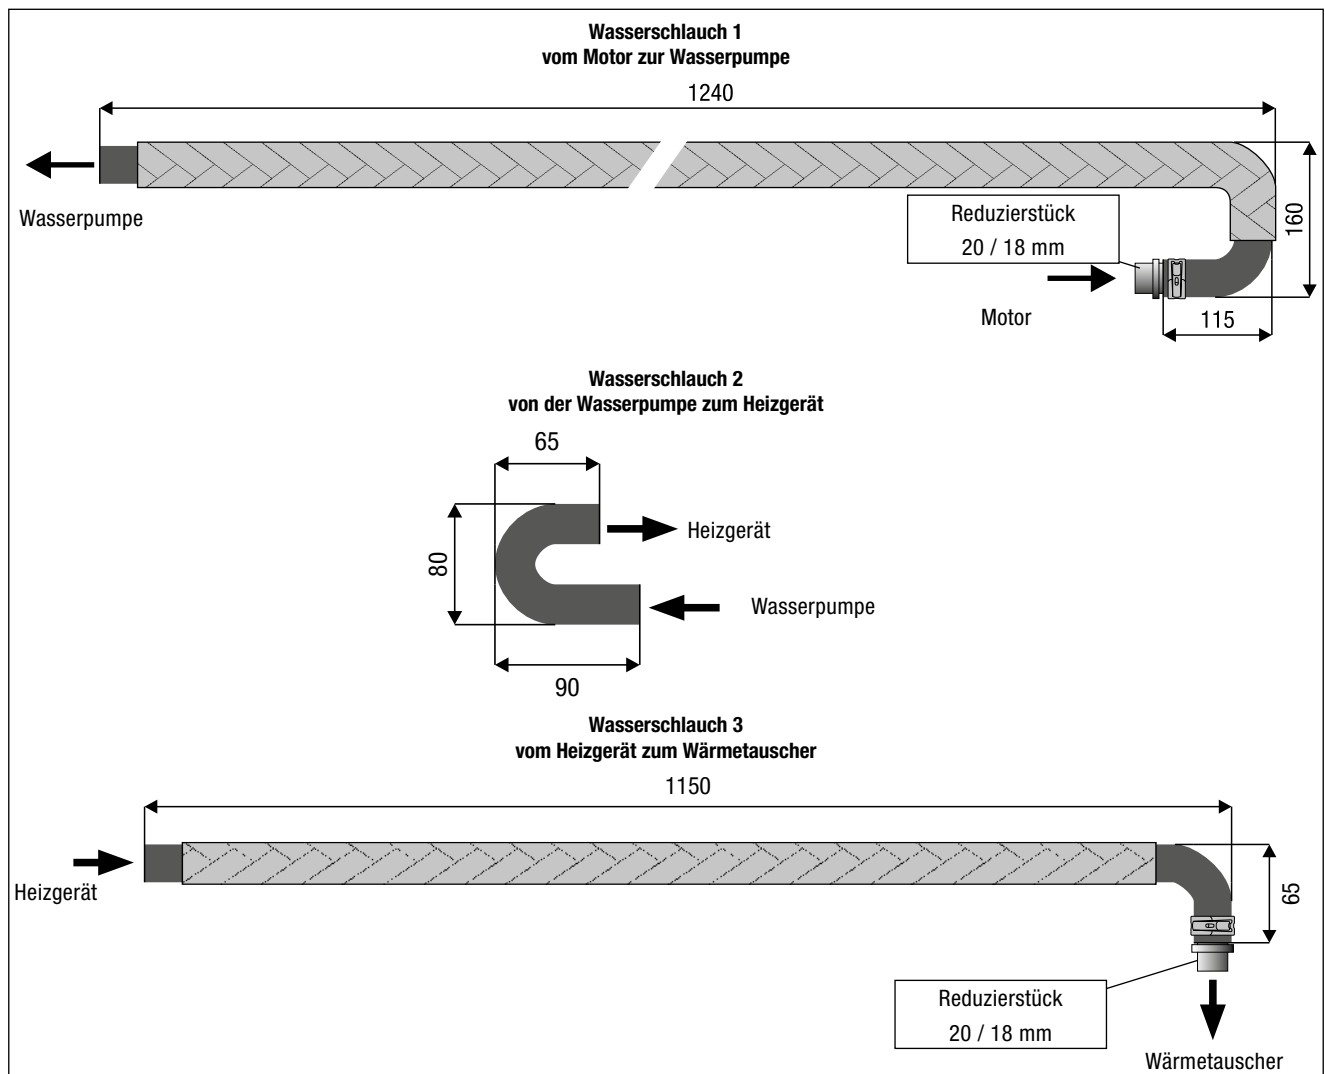 Wasserschlauch 1
vom Motor zur Wasserpumpe
1240
Wasserpumpe
Reduzierstück
20 / 18 mm
160
Motor
115
Wasserschlauch 2
von der Wasserpumpe zum Heizgerät
65
Heizgerät
80
Wasserpumpe
90
Wasserschlauch 3
vom Heizgerät zum Wärmetauscher
1150
Heizgerät
65
Reduzierstück
20 / 18 mm
Wärmetauscher